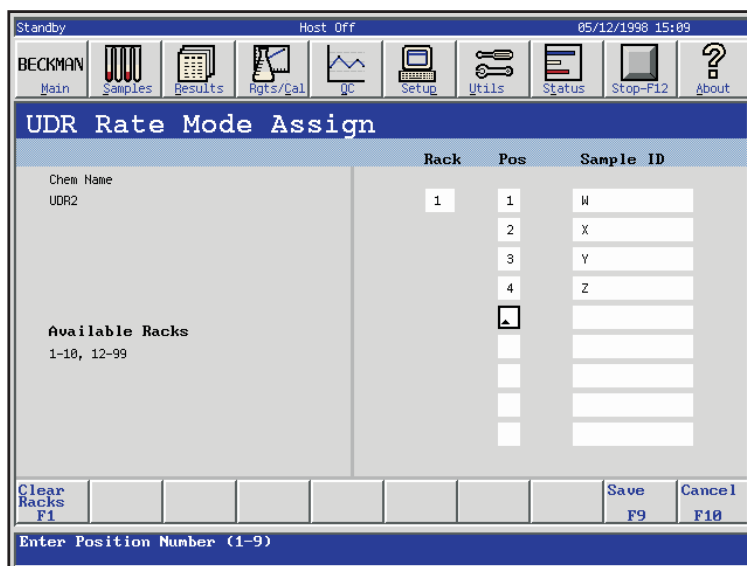 Standby Host Off 05/12/1998 15:09
BECKMAN
Main Samples Results Rgts/Cal QC Setup Utils Status Stop-F12 About
UDR Rate Mode Assign
Rack Pos Sample ID
Chem Name
UDR2 1 1 W
2 X
3 Y
4 Z
Available Racks
1-10, 12-99
Clear Racks F1 Save F9 Cancel F10
Enter Position Number (1-9)